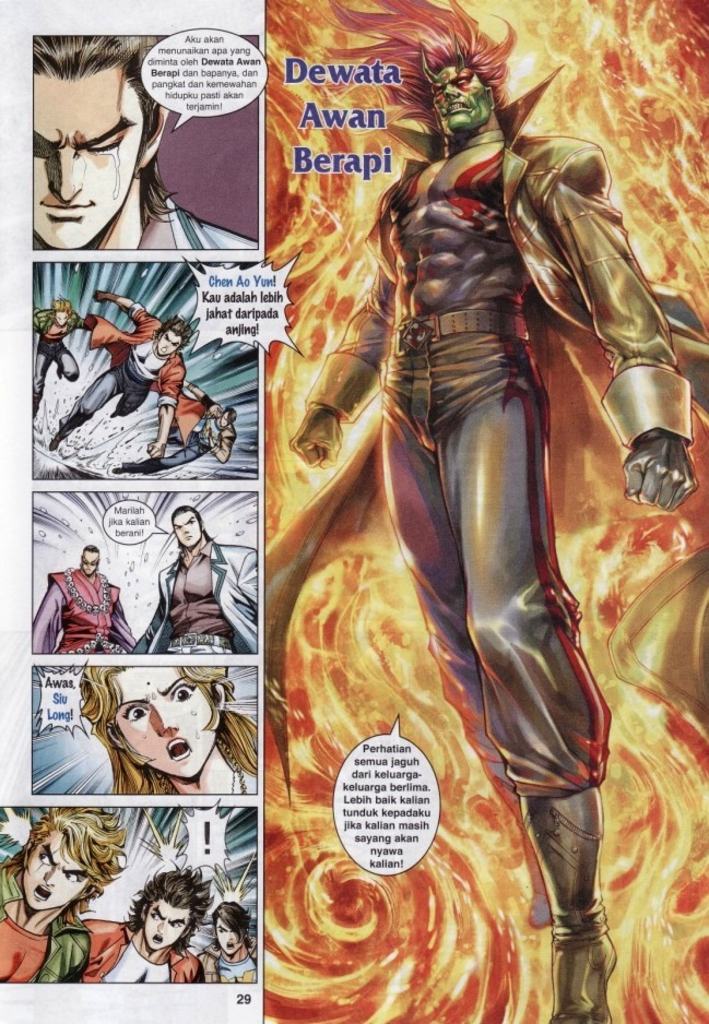 Aku akan
menunaikan apa yang
diminta oleh Dewata Awan
Berapi dan bapanya, dan
pangkat dan kemewahan
hidupku pasti akan
terjamin!
Chen Ao Yun!
Kau adalah lebih
jahat daripada
anjing!
Marilah
jika kalian
berani!
Awas,
Siu
Long!
!
Dewata
Awan
Berapi
Perhatian
semua jaguh
dari keluarga-
keluarga berlima.
Lebih baik kalian
tunduk kepadaku
jika kalian masih
sayang akan
nyawa
kalian!
29